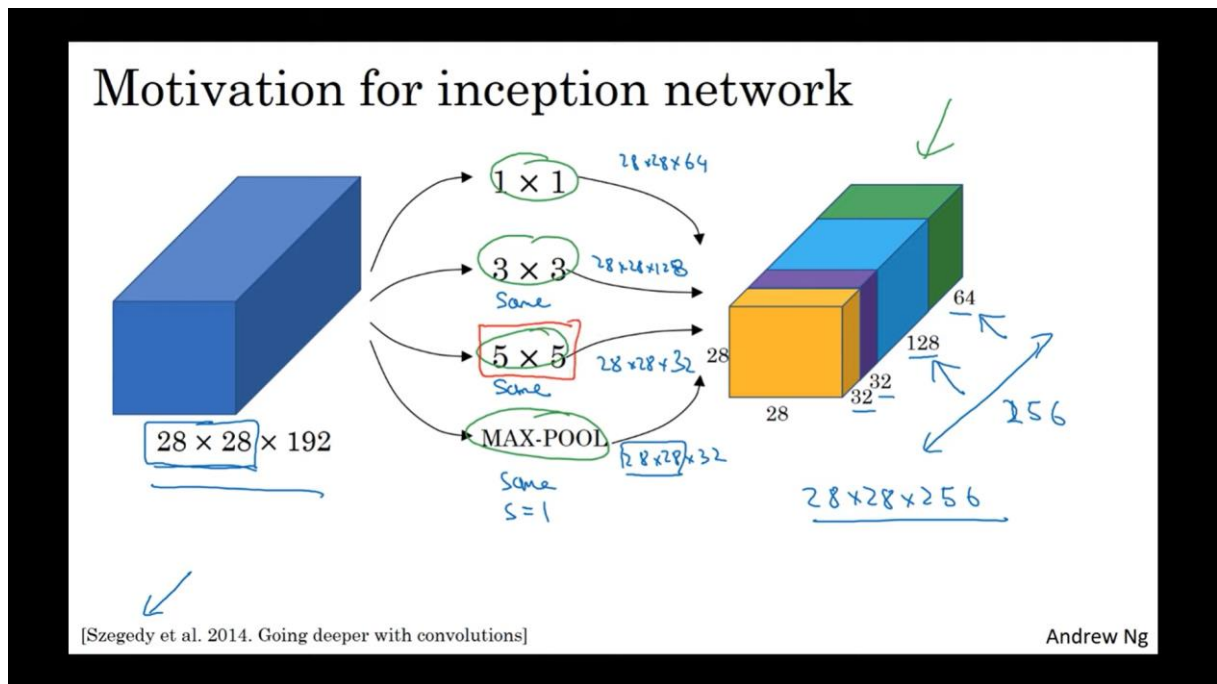 Motivation for inception network
1 × 1
28×28×64
3 × 3
Same
28×28×128
5 × 5
Same
28×28×32
MAX-POOL
Same
s=1
28×28×32
28 × 28 × 192
28
28
32
32
128
64
256
28×28×256
[Szegedy et al. 2014. Going deeper with convolutions]
Andrew Ng